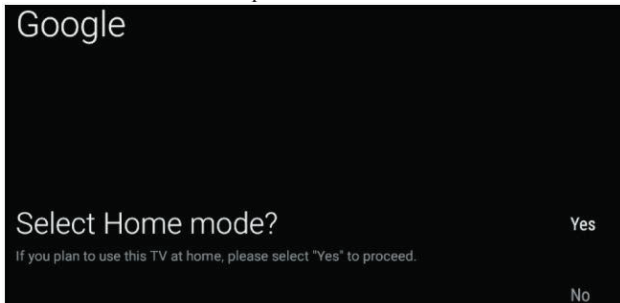 Google
Select Home mode?
Yes
If you plan to use this TV at home, please select "Yes" to proceed.
No